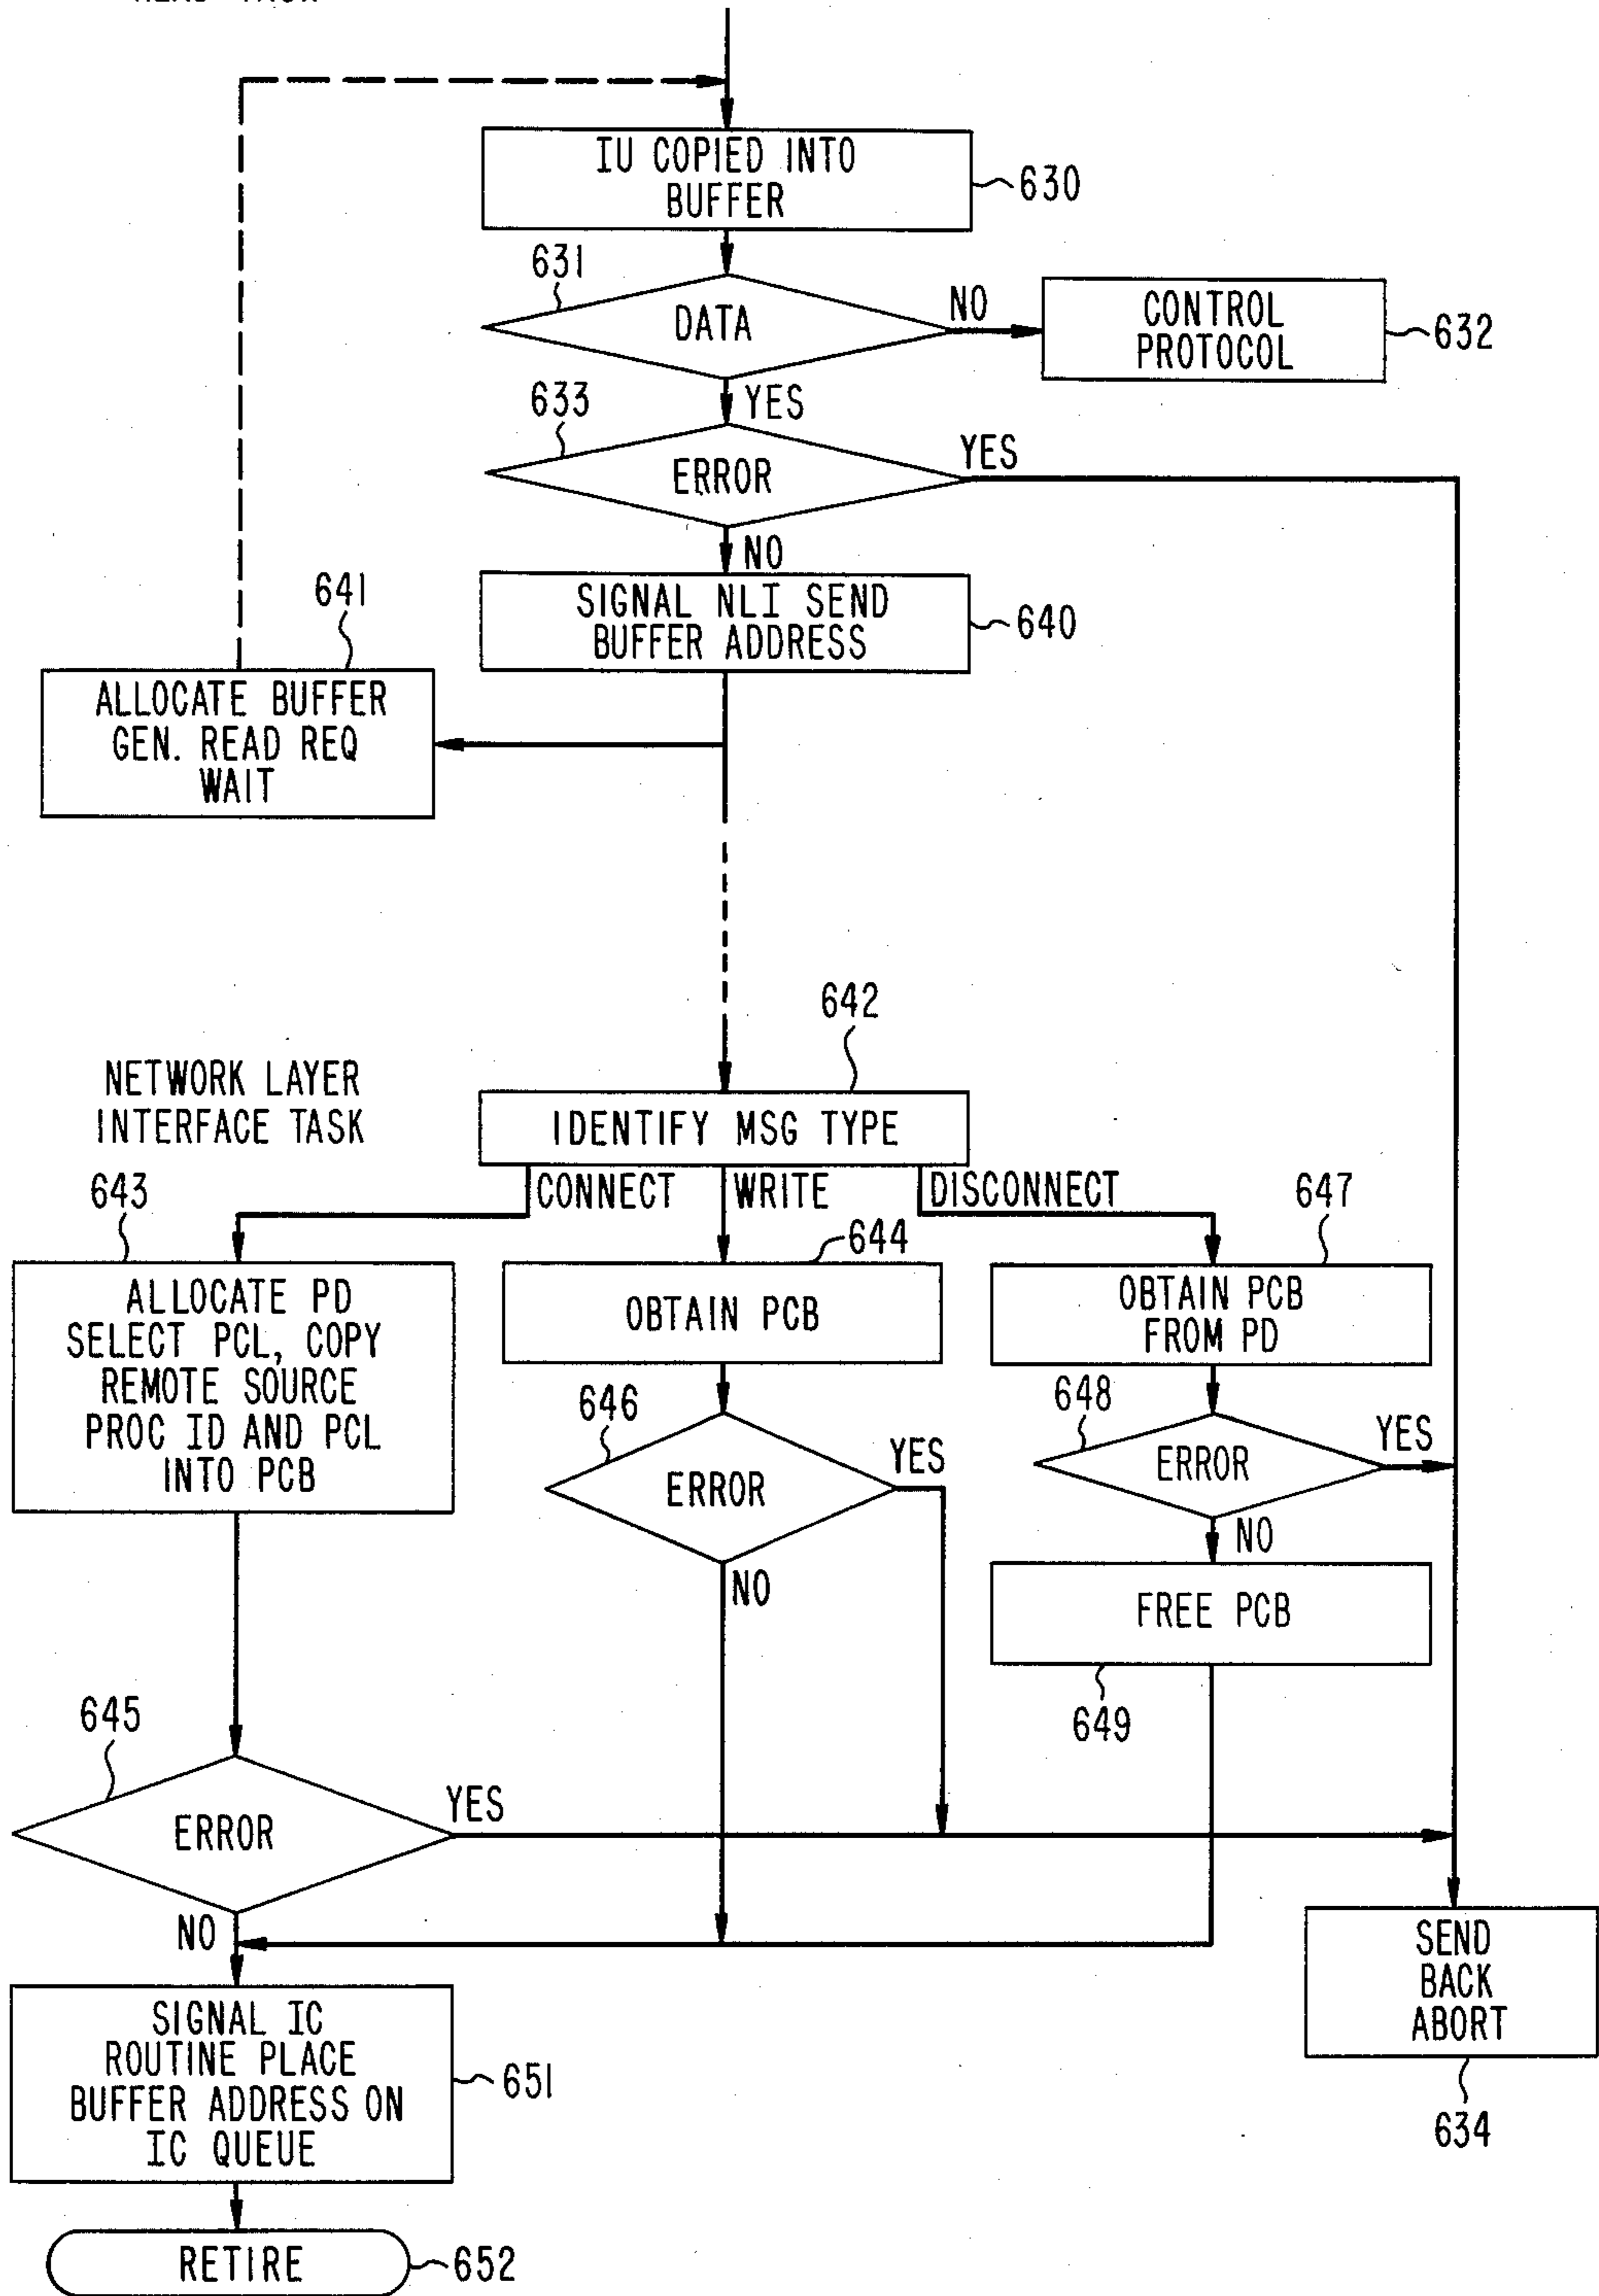 IU COPIED INTO
BUFFER
630
631
DATA
NO
CONTROL
PROTOCOL
632
YES
633
ERROR
YES
NO
SIGNAL NLI SEND
BUFFER ADDRESS
640
641
ALLOCATE BUFFER
GEN. READ REQ
WAIT
642
NETWORK LAYER
INTERFACE TASK
IDENTIFY MSG TYPE
CONNECT
WRITE
DISCONNECT
643
644
647
ALLOCATE PD
SELECT PCL, COPY
REMOTE SOURCE
PROC ID AND PCL
INTO PCB
OBTAIN PCB
OBTAIN PCB
FROM PD
646
ERROR
YES
NO
648
ERROR
YES
NO
FREE PCB
649
645
ERROR
YES
NO
SEND
BACK
ABORT
634
SIGNAL IC
ROUTINE PLACE
BUFFER ADDRESS ON
IC QUEUE
651
RETIRE
652